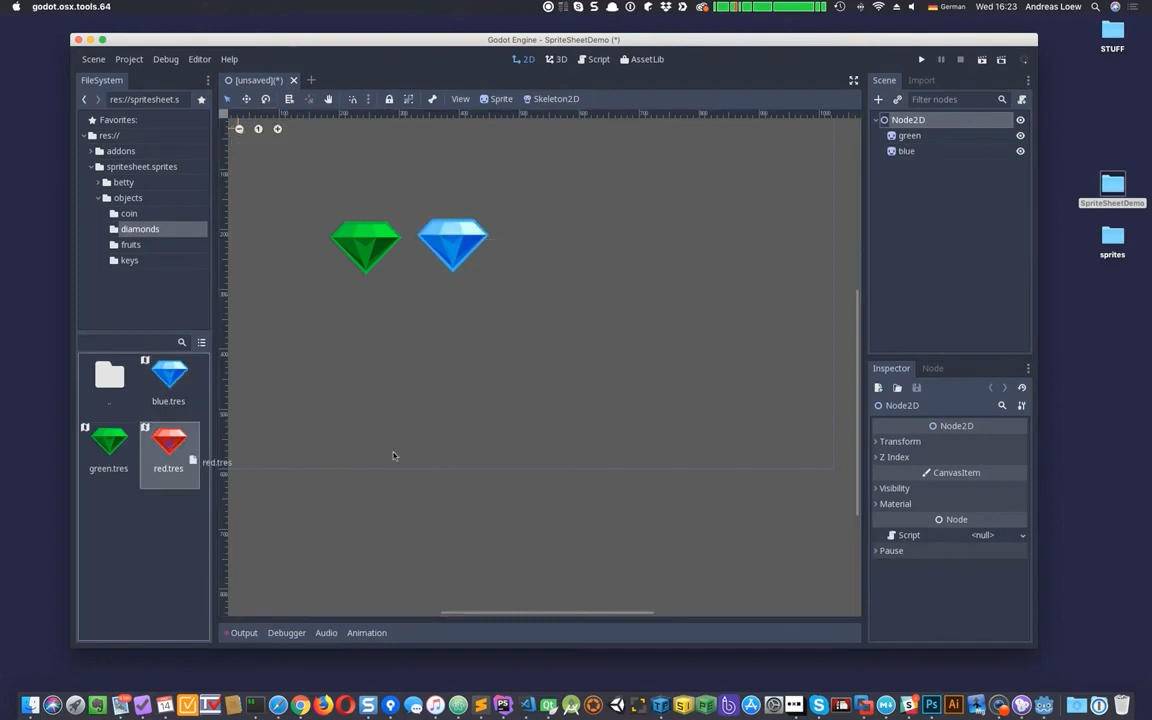 godot.osx.tools.64
German Wed 16:23 Andreas Loew
STUFF
Godot Engine - SpriteSheetDemo (*)
Scene Project Debug Editor Help
2D 3D Script AssetLib
FileSystem
[unsaved](*)
Scene Import
res://spritesheet.s
View Sprite Skeleton2D
Filter nodes
Favorites:
res://
addons
spritesheet.sprites
betty
objects
coin
diamonds
fruits
keys
Node2D
green
blue
SpriteSheetDemo
sprites
..
blue.tres
green.tres
red.tres
red.tres
Inspector Node
Node2D
Node2D
Transform
Z Index
CanvasItem
Visibility
Material
Node
Script <null>
Pause
Output Debugger Audio Animation